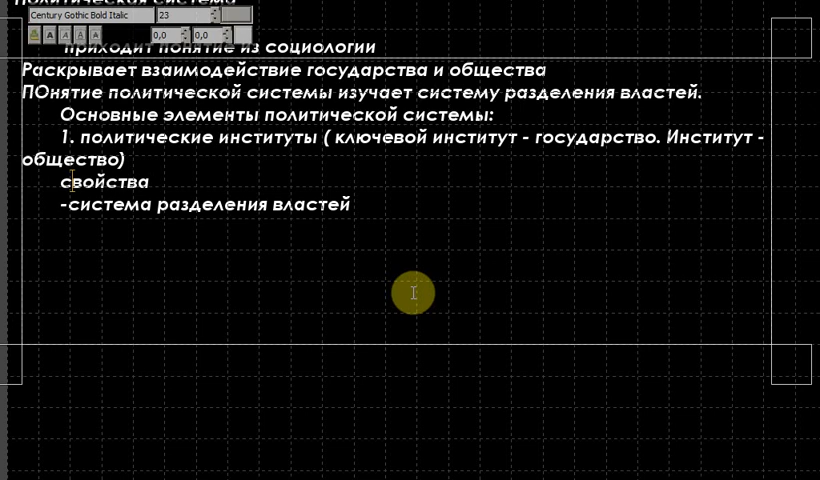 Политическая система
Century Gothic Bold Italic 23
A A A
0,0 0,0
приходит понятие из социологии
Раскрывает взаимодействие государства и общества
ПОнятие политической системы изучает систему разделения властей.
Основные элементы политической системы:
1. политические институты ( ключевой институт - государство. Институт -
общество)
свойства
-система разделения властей